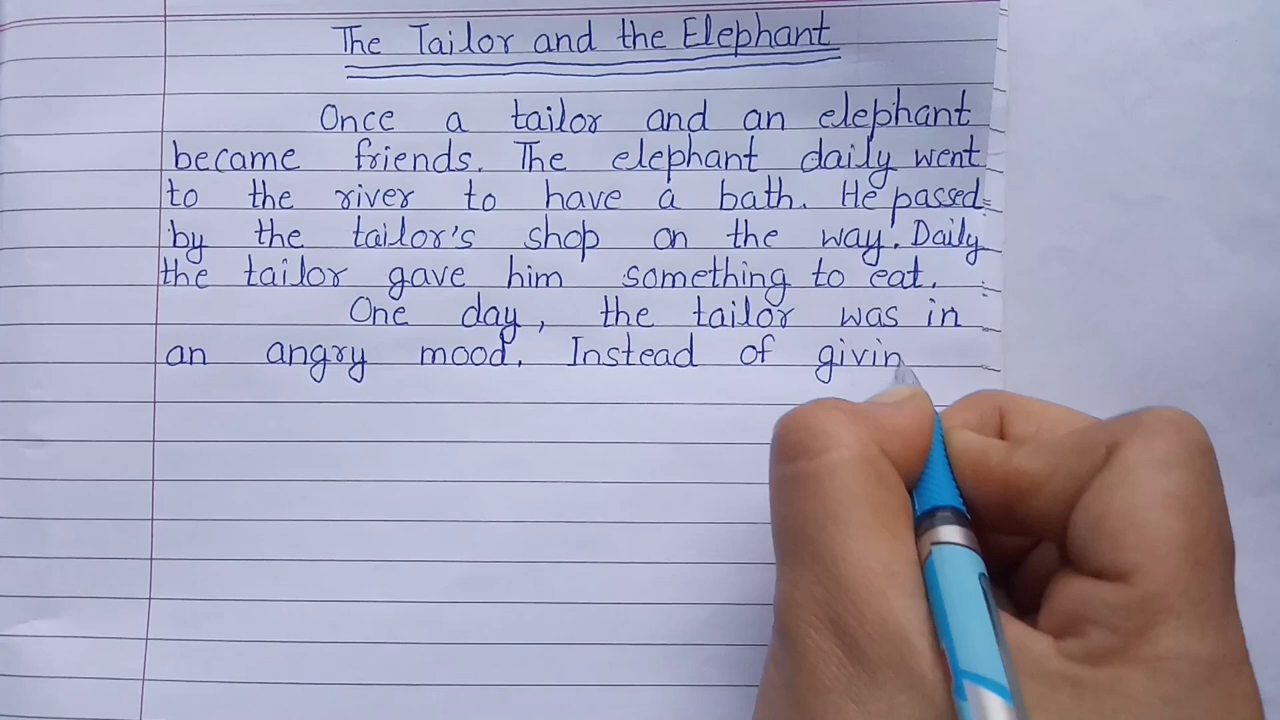 The Tailor and the Elephant
Once a tailor and an elephant
became friends. The elephant daily went
to the river to have a bath. He passed
by the tailor's shop on the way. Daily
the tailor gave him something to eat.
One day, the tailor was in
an angry mood. Instead of givin